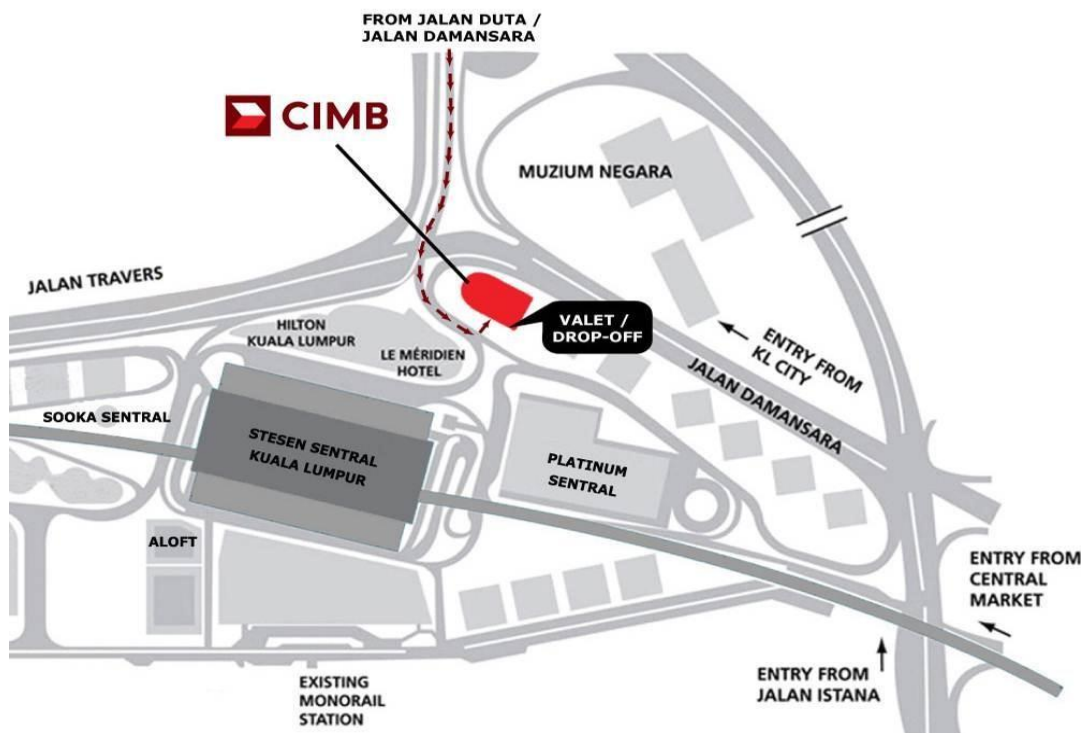 FROM JALAN DUTA /
JALAN DAMANSARA
CIMB
MUZIUM NEGARA
JALAN TRAVERS
HILTON
KUALA LUMPUR
LE MÉRIDIEN
HOTEL
VALET /
DROP-OFF
ENTRY FROM
KL CITY
JALAN DAMANSARA
SOOKA SENTRAL
STESEN SENTRAL
KUALA LUMPUR
PLATINUM
SENTRAL
ALOFT
ENTRY FROM
CENTRAL
MARKET
EXISTING
MONORAIL
STATION
ENTRY FROM
JALAN ISTANA